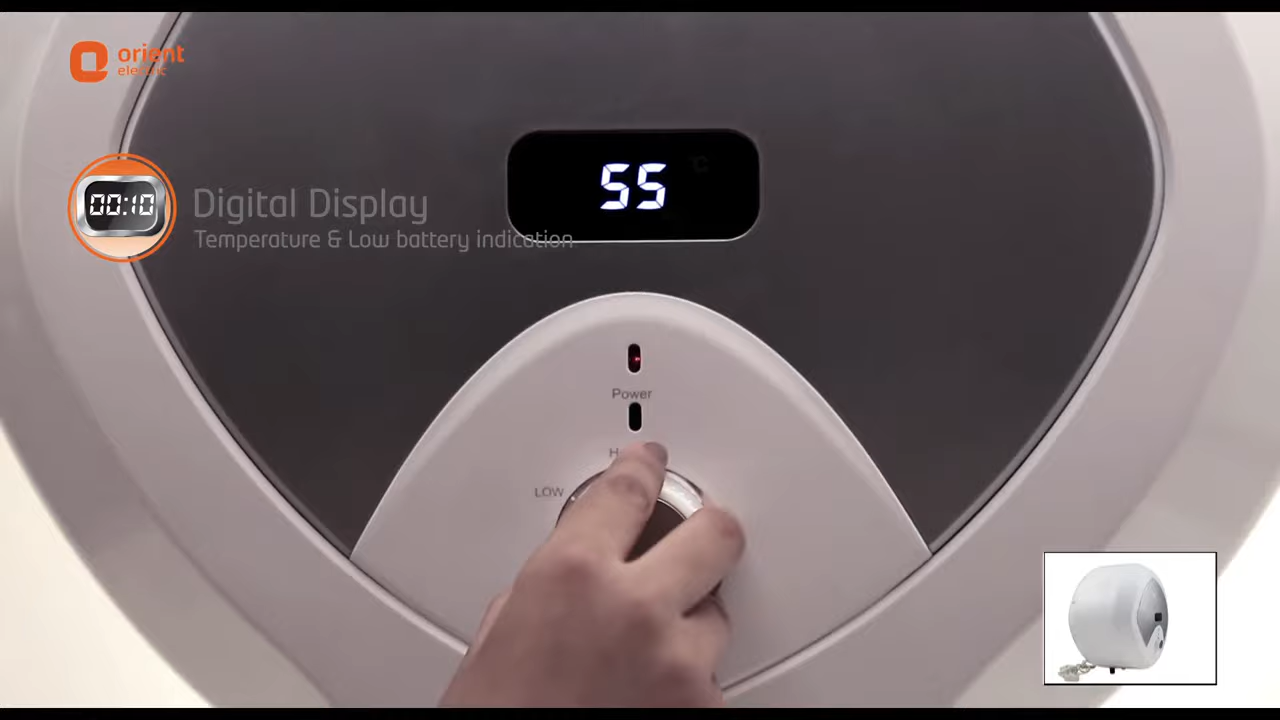 orient
electric
00:10
Digital Display
Temperature & Low battery indication
55
°C
Power
LOW